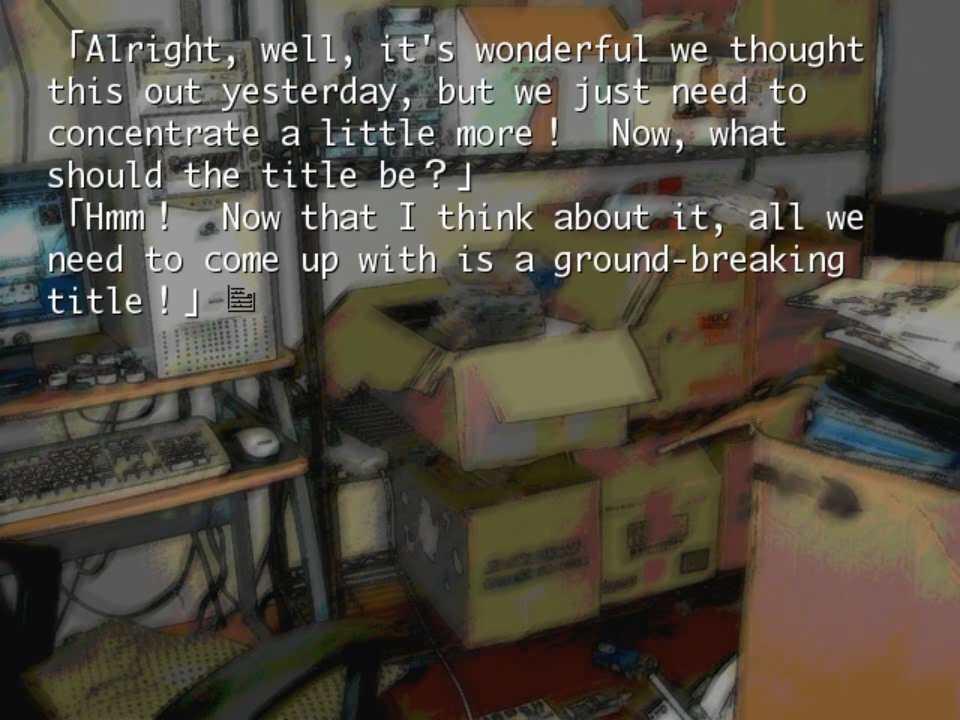 「Alright, well, it's wonderful we thought
this out yesterday, but we just need to
concentrate a little more！ Now, what
should the title be？」
「Hmm！ Now that I think about it, all we
need to come up with is a ground-breaking
title！」